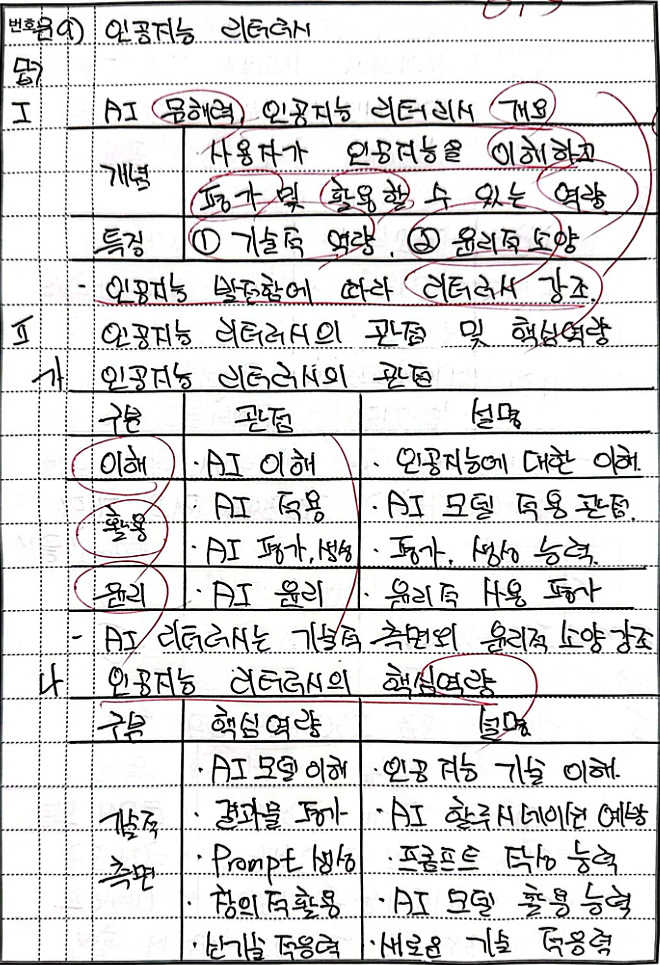 번호 문9) 인공지능 리터러시
답)
I AI 문해력, 인공지능 리터러시 개요
개념 사용자가 인공지능을 이해하고
평가 및 활용할 수 있는 역량
특징 ① 기술적 역량, ② 윤리적 소양
- 인공지능 발전함에 따라 리터러시 강조.
II 인공지능 리터러시의 관점 및 핵심역량
가 인공지능 리터러시의 관점
구분 관점 설명
이해 · AI 이해 · 인공지능에 대한 이해.
활용 AI 적용 · AI 모델 적용 관점.
· AI 평가, 생성 · 평가, 생성 능력.
윤리 · AI 윤리 · 윤리적 사용 평가
- AI 리터러시는 기술적 측면외 윤리적 소양 강조
나 인공지능 리터러시의 핵심역량
구분 핵심역량 설명
기술적 측면 · AI 모델 이해 · 인공지능 기술 이해.
· 결과물 평가 · AI 할루시네이션 예방
· Prompt 생성 · 프롬프트 작성 능력
· 창의적 활용 · AI 모델 활용 능력
· 신기술 적응력 · 새로운 기술 적응력